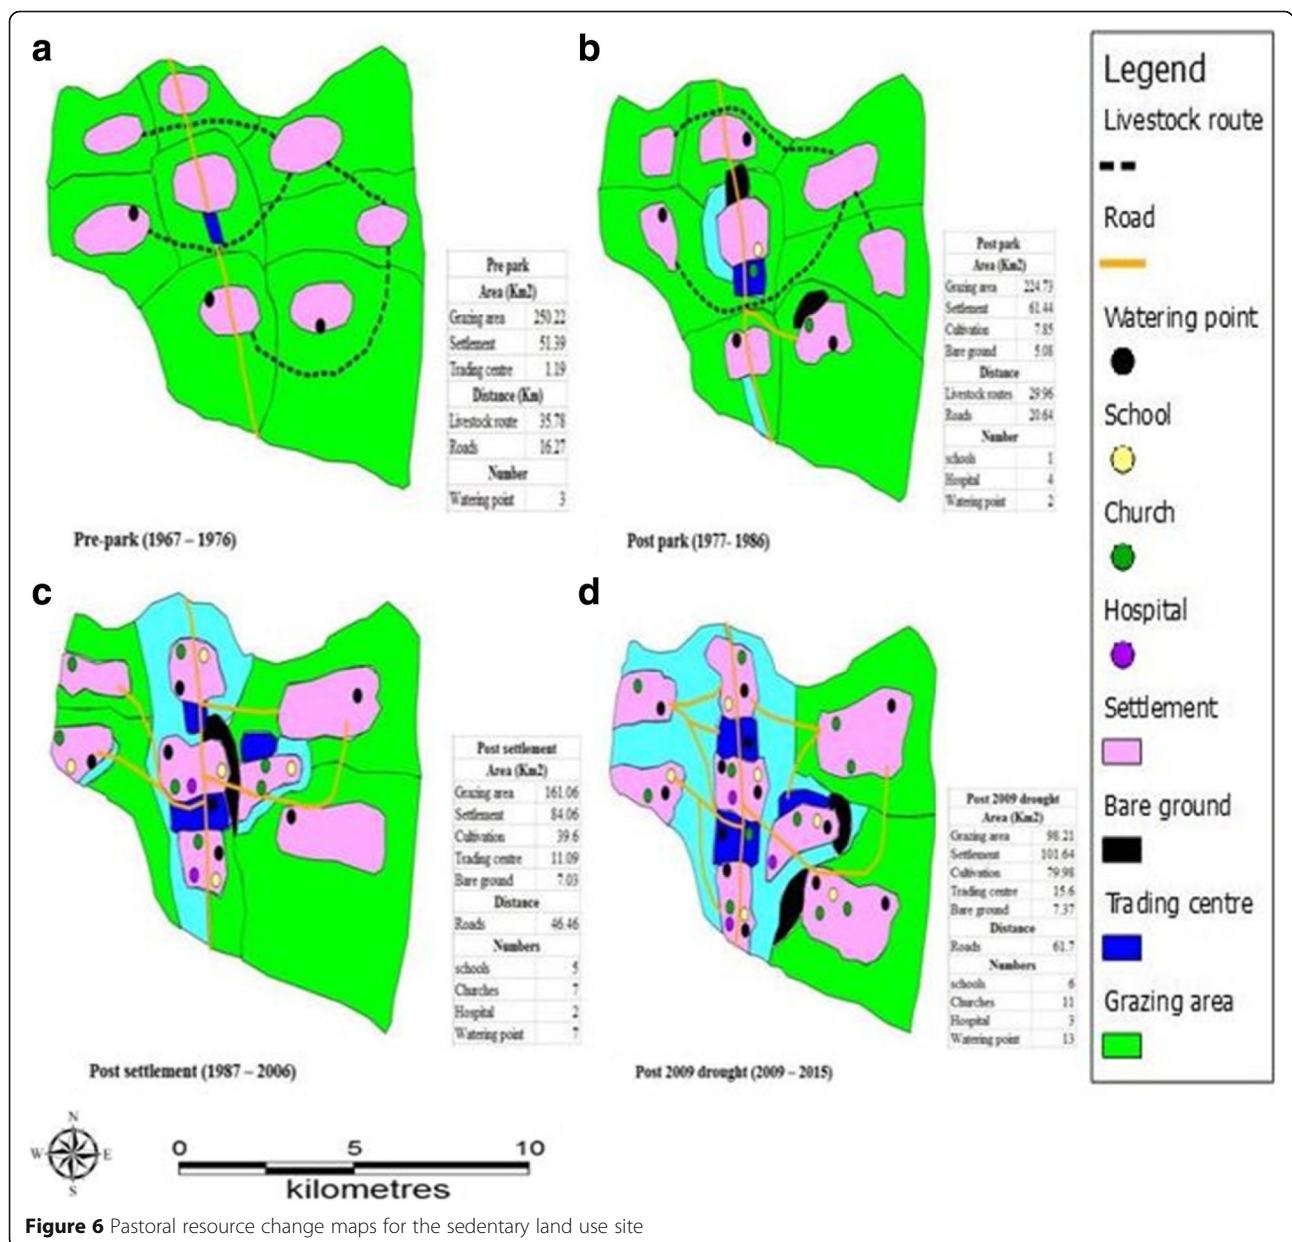 a
Pre park
Area (Km2)
Grazing area 250.22
Settlement 51.39
Trading centre 1.19
Distance (Km)
Livestock route 35.78
Roads 16.27
Number
Watering point 3
Pre-park (1967 – 1976)
b
Post park
Area (Km2)
Grazing area 224.73
Settlement 61.44
Cultivation 7.85
Bare ground 5.08
Distance
Livestock routes 29.96
Roads 20.64
Number
schools 1
Hospital 4
Watering point 2
Post park (1977- 1986)
c
Post settlement
Area (Km2)
Grazing area 161.06
Settlement 84.06
Cultivation 39.6
Trading centre 11.09
Bare ground 7.03
Distance
Roads 46.46
Numbers
schools 5
Churches 7
Hospital 2
Watering point 7
Post settlement (1987 – 2006)
d
Post 2009 drought
Area (Km2)
Grazing area 98.21
Settlement 101.64
Cultivation 79.98
Trading centre 15.6
Bare ground 7.37
Distance
Roads 61.7
Numbers
schools 6
Churches 11
Hospital 3
Watering point 13
Post 2009 drought (2009 – 2015)
Legend
Livestock route
Road
Watering point
School
Church
Hospital
Settlement
Bare ground
Trading centre
Grazing area
N
W E
S
0 5 10
kilometres
Figure 6 Pastoral resource change maps for the sedentary land use site